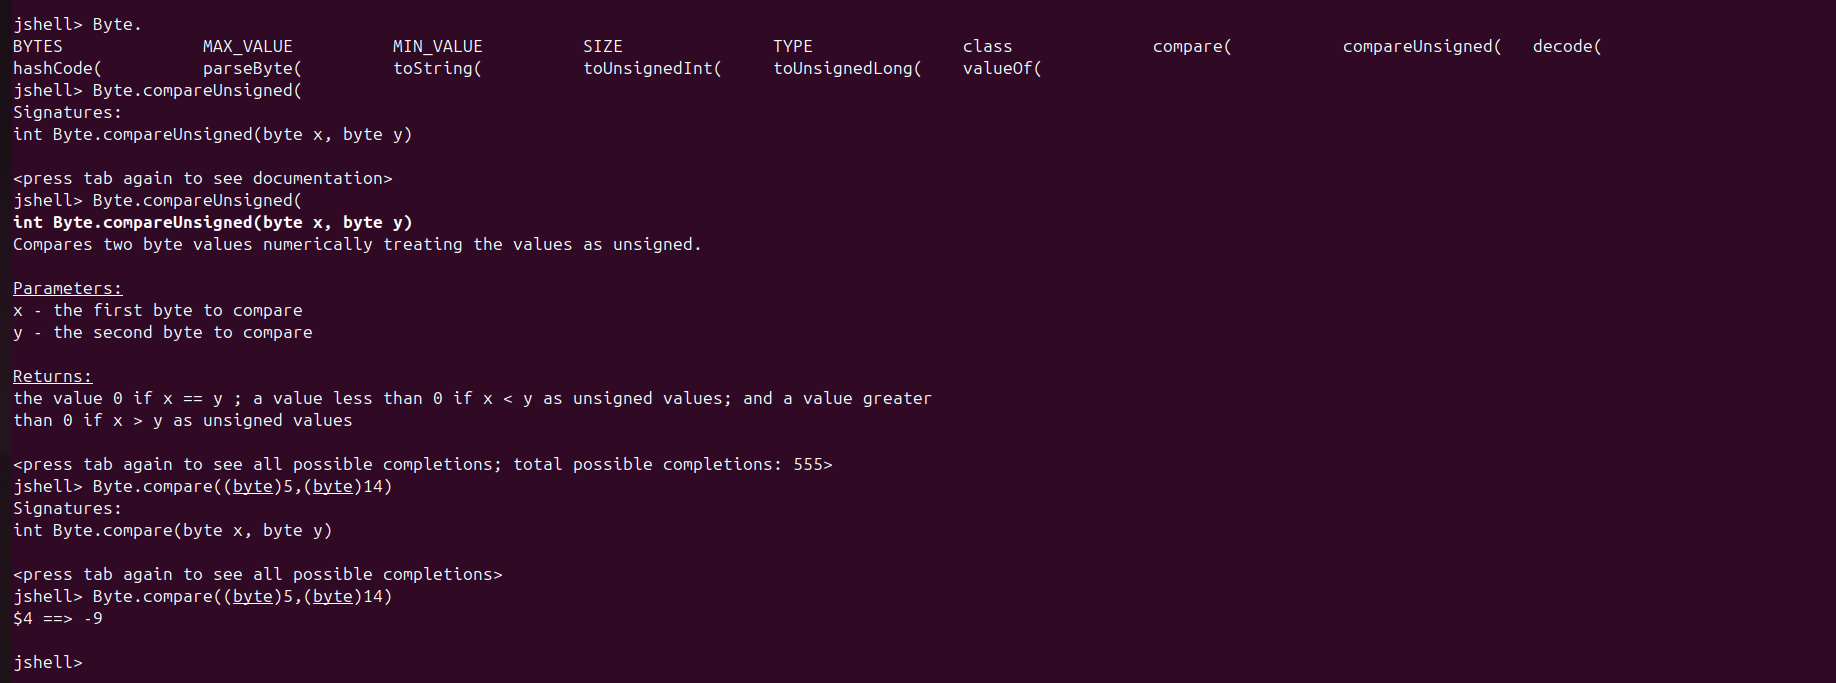 jshell> Byte.
BYTES MAX_VALUE MIN_VALUE SIZE TYPE class compare( compareUnsigned( decode(
hashCode( parseByte( toString( toUnsignedInt( toUnsignedLong( valueOf(
jshell> Byte.compareUnsigned(
Signatures:
int Byte.compareUnsigned(byte x, byte y)
<press tab again to see documentation>
jshell> Byte.compareUnsigned(
int Byte.compareUnsigned(byte x, byte y)
Compares two byte values numerically treating the values as unsigned.
Parameters:
x - the first byte to compare
y - the second byte to compare
Returns:
the value 0 if x == y ; a value less than 0 if x < y as unsigned values; and a value greater
than 0 if x > y as unsigned values
<press tab again to see all possible completions; total possible completions: 555>
jshell> Byte.compare((byte)5,(byte)14)
Signatures:
int Byte.compare(byte x, byte y)
<press tab again to see all possible completions>
jshell> Byte.compare((byte)5,(byte)14)
$4 ==> -9
jshell>